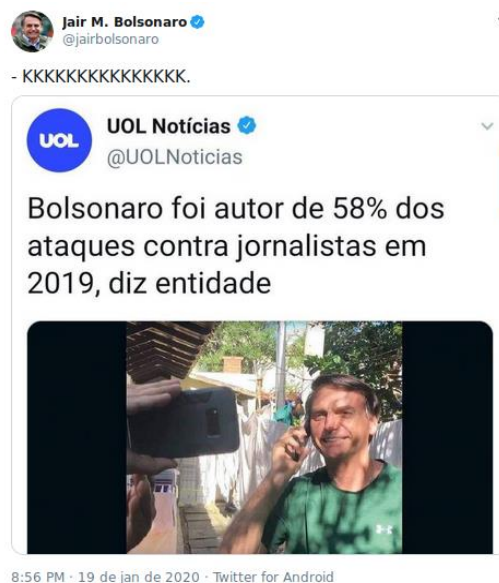 Jair M. Bolsonaro
@jairbolsonaro
- KKKKKKKKKKKKKKK.
UOL
UOL Notícias
@UOLNoticias
Bolsonaro foi autor de 58% dos
ataques contra jornalistas em
2019, diz entidade
8:56 PM · 19 de jan de 2020 · Twitter for Android